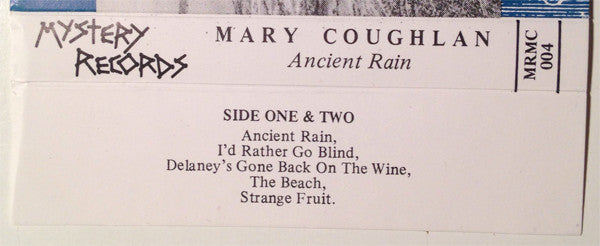 MYSTERY
RECORDS
MARY COUGHLAN
Ancient Rain
MRMC
004
SIDE ONE & TWO
Ancient Rain,
I'd Rather Go Blind,
Delaney's Gone Back On The Wine,
The Beach,
Strange Fruit.